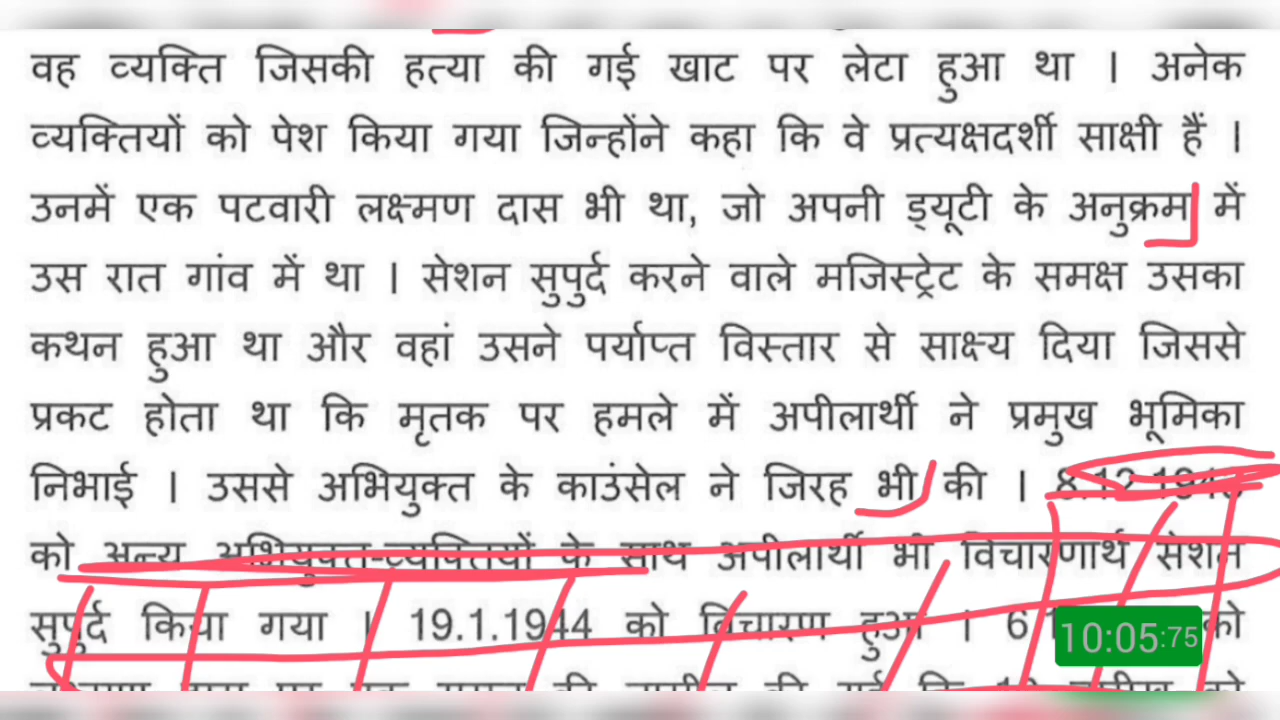 वह व्यक्ति जिसकी हत्या की गई खाट पर लेटा हुआ था । अनेक
व्यक्तियों को पेश किया गया जिन्होंने कहा कि वे प्रत्यक्षदर्शी साक्षी हैं ।
उनमें एक पटवारी लक्ष्मण दास भी था, जो अपनी ड्यूटी के अनुक्रम में
उस रात गांव में था । सेशन सुपुर्द करने वाले मजिस्ट्रेट के समक्ष उसका
कथन हुआ था और वहां उसने पर्याप्त विस्तार से साक्ष्य दिया जिससे
प्रकट होता था कि मृतक पर हमले में अपीलार्थी ने प्रमुख भूमिका
निभाई । उससे अभियुक्त के काउंसेल ने जिरह भी की ।
को अन्य अभियुक्त-व्यक्तियों के साथ अपीलार्थी भी विचारणार्थ सेशन
सुपुर्द किया गया । 19.1.1944 को विचारण हुआ । 6 को
10:05:75